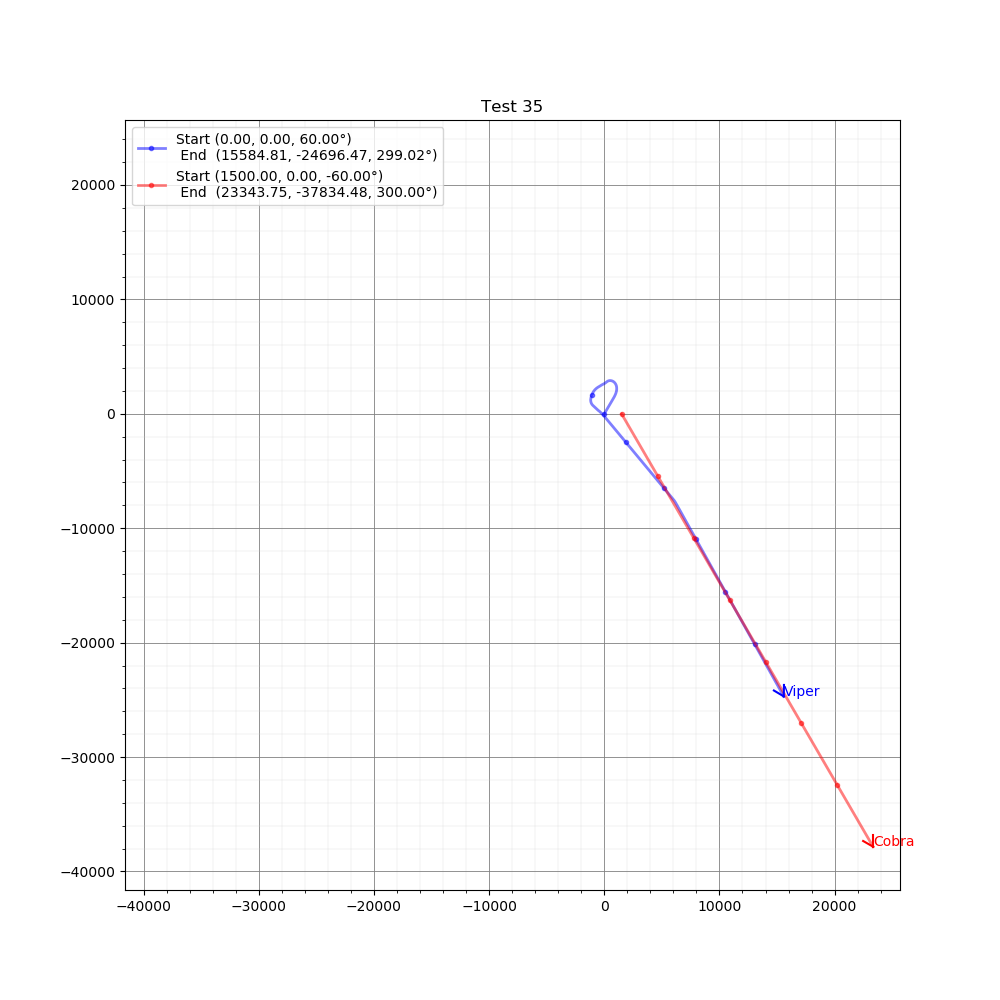 Test 35
Start (0.00, 0.00, 60.00°)
End  (15584.81, -24696.47, 299.02°)
Start (1500.00, 0.00, -60.00°)
End  (23343.75, -37834.48, 300.00°)
20000
10000
0
−10000
−20000
−30000
−40000
Viper
Cobra
−40000 −30000 −20000 −10000 0 10000 20000